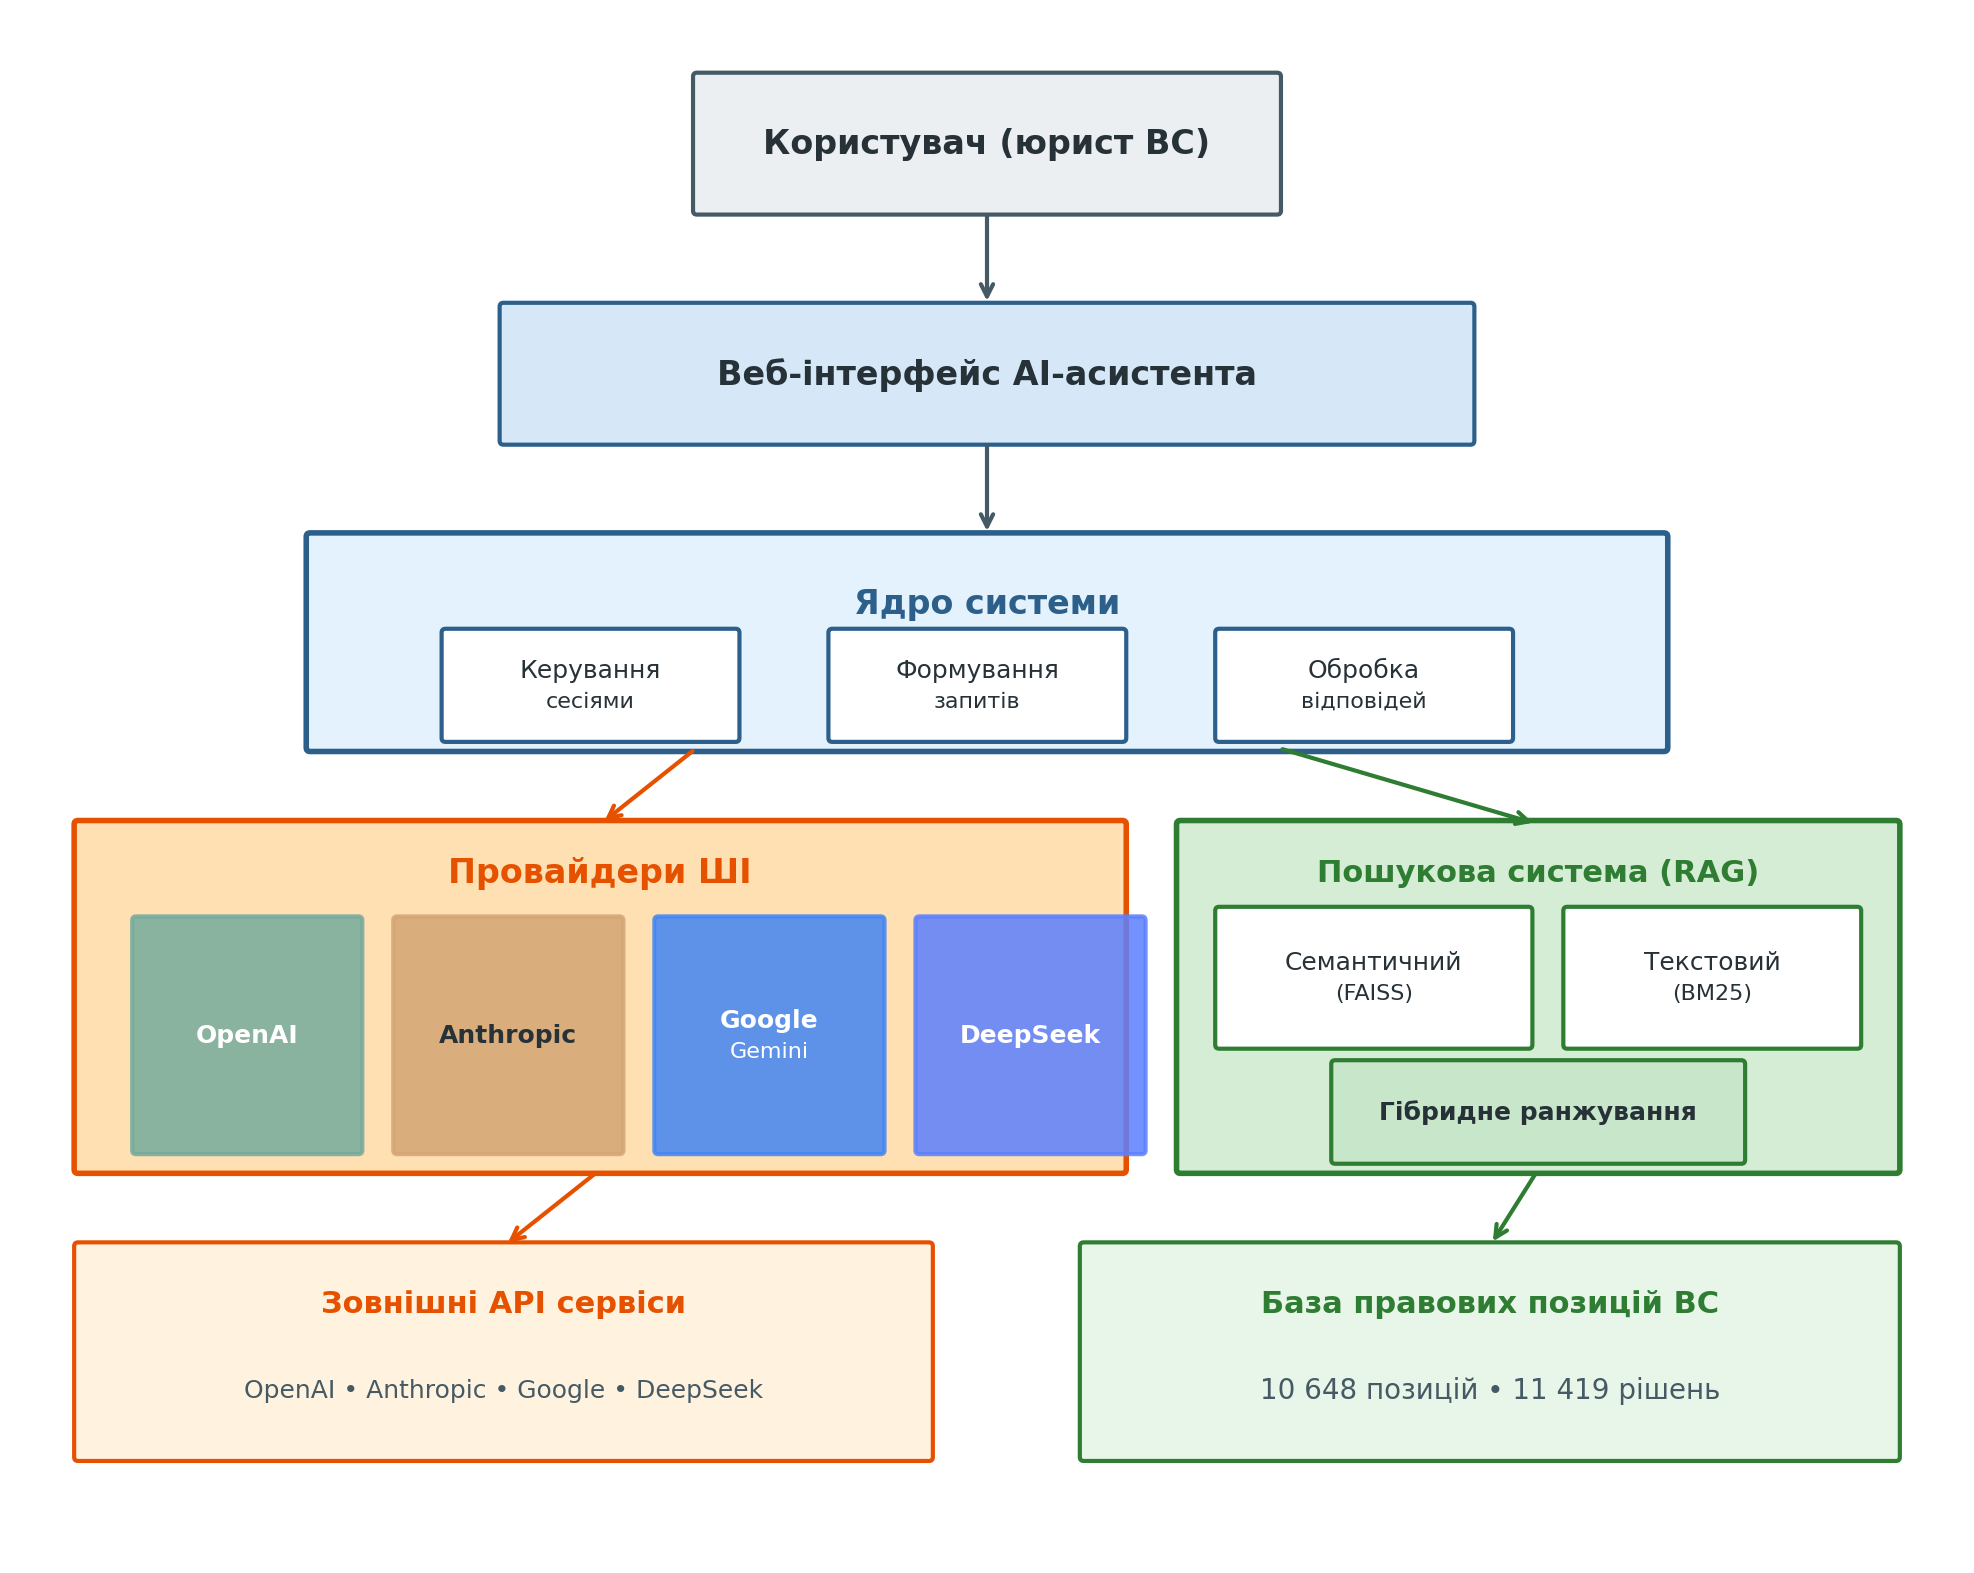 Користувач (юрист ВС)
Веб-інтерфейс AI-асистента
Ядро системи
Керування
сесіями
Формування
запитів
Обробка
відповідей
Провайдери ШІ
OpenAI
Anthropic
Google
Gemini
DeepSeek
Пошукова система (RAG)
Семантичний
(FAISS)
Текстовий
(BM25)
Гібридне ранжування
Зовнішні API сервіси
OpenAI • Anthropic • Google • DeepSeek
База правових позицій ВС
10 648 позицій • 11 419 рішень